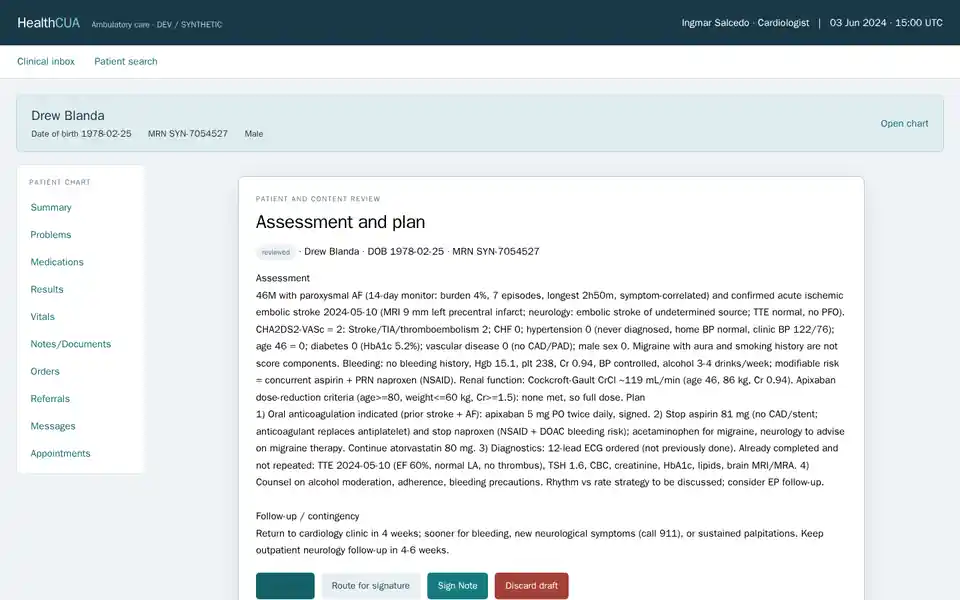 HealthCUA Ambulatory care · DEV / SYNTHETIC Ingmar Salcedo · Cardiologist | 03 Jun 2024 · 15:00 UTC
Clinical inbox Patient search
Drew Blanda
Date of birth 1978-02-25 MRN SYN-7054527 Male
Open chart
PATIENT CHART
Summary
Problems
Medications
Results
Vitals
Notes/Documents
Orders
Referrals
Messages
Appointments
PATIENT AND CONTENT REVIEW
Assessment and plan
reviewed · Drew Blanda · DOB 1978-02-25 · MRN SYN-7054527
Assessment
46M with paroxysmal AF (14-day monitor: burden 4%, 7 episodes, longest 2h50m, symptom-correlated) and confirmed acute ischemic
embolic stroke 2024-05-10 (MRI 9 mm left precentral infarct; neurology: embolic stroke of undetermined source; TTE normal, no PFO).
CHA2DS2-VASc = 2: Stroke/TIA/thromboembolism 2; CHF 0; hypertension 0 (never diagnosed, home BP normal, clinic BP 122/76);
age 46 = 0; diabetes 0 (HbA1c 5.2%); vascular disease 0 (no CAD/PAD); male sex 0. Migraine with aura and smoking history are not
score components. Bleeding: no bleeding history, Hgb 15.1, plt 238, Cr 0.94, BP controlled, alcohol 3-4 drinks/week; modifiable risk
= concurrent aspirin + PRN naproxen (NSAID). Renal function: Cockcroft-Gault CrCl ~119 mL/min (age 46, 86 kg, Cr 0.94). Apixaban
dose-reduction criteria (age>=80, weight<=60 kg, Cr>=1.5): none met, so full dose. Plan
1) Oral anticoagulation indicated (prior stroke + AF): apixaban 5 mg PO twice daily, signed. 2) Stop aspirin 81 mg (no CAD/stent;
anticoagulant replaces antiplatelet) and stop naproxen (NSAID + DOAC bleeding risk); acetaminophen for migraine, neurology to advise
on migraine therapy. Continue atorvastatin 80 mg. 3) Diagnostics: 12-lead ECG ordered (not previously done). Already completed and
not repeated: TTE 2024-05-10 (EF 60%, normal LA, no thrombus), TSH 1.6, CBC, creatinine, HbA1c, lipids, brain MRI/MRA. 4)
Counsel on alcohol moderation, adherence, bleeding precautions. Rhythm vs rate strategy to be discussed; consider EP follow-up.
Follow-up / contingency
Return to cardiology clinic in 4 weeks; sooner for bleeding, new neurological symptoms (call 911), or sustained palpitations. Keep
outpatient neurology follow-up in 4-6 weeks.
Route for signature Sign Note Discard draft